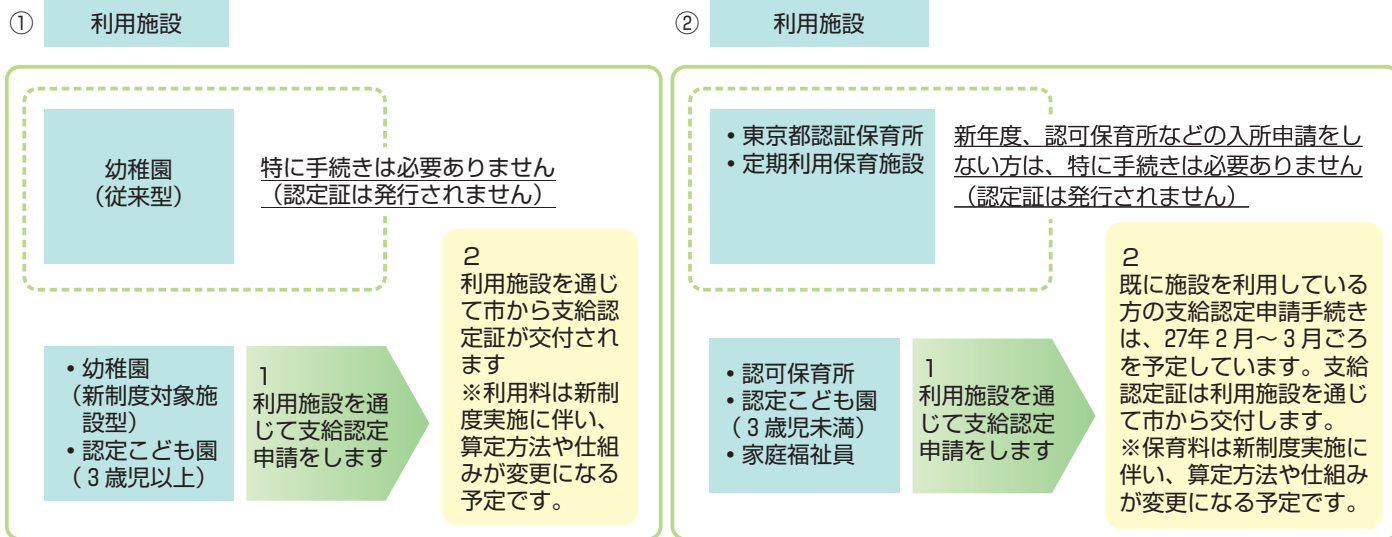 ① 利用施設
幼稚園
(従来型)
特に手続きは必要ありません
(認定証は発行されません)
・幼稚園
(新制度対象施
設型)
・認定こども園
(3歳児以上)
1
利用施設を通
じて支給認定
申請をします
2
利用施設を通じ
て市から支給認
定証が交付され
ます
※利用料は新制
度実施に伴い、
算定方法や仕組
みが変更になる
予定です。
② 利用施設
・東京都認証保育所
・定期利用保育施設
新年度、認可保育所などの入所申請をし
ない方は、特に手続きは必要ありません
(認定証は発行されません)
・認可保育所
・認定こども園
(3歳児未満)
・家庭福祉員
1
利用施設を通
じて支給認定
申請をします
2
既に施設を利用している
方の支給認定申請手続き
は、27年2月～3月ごろ
を予定しています。支給
認定証は利用施設を通じ
て市から交付します。
※保育料は新制度実施に
伴い、算定方法や仕組み
が変更になる予定です。